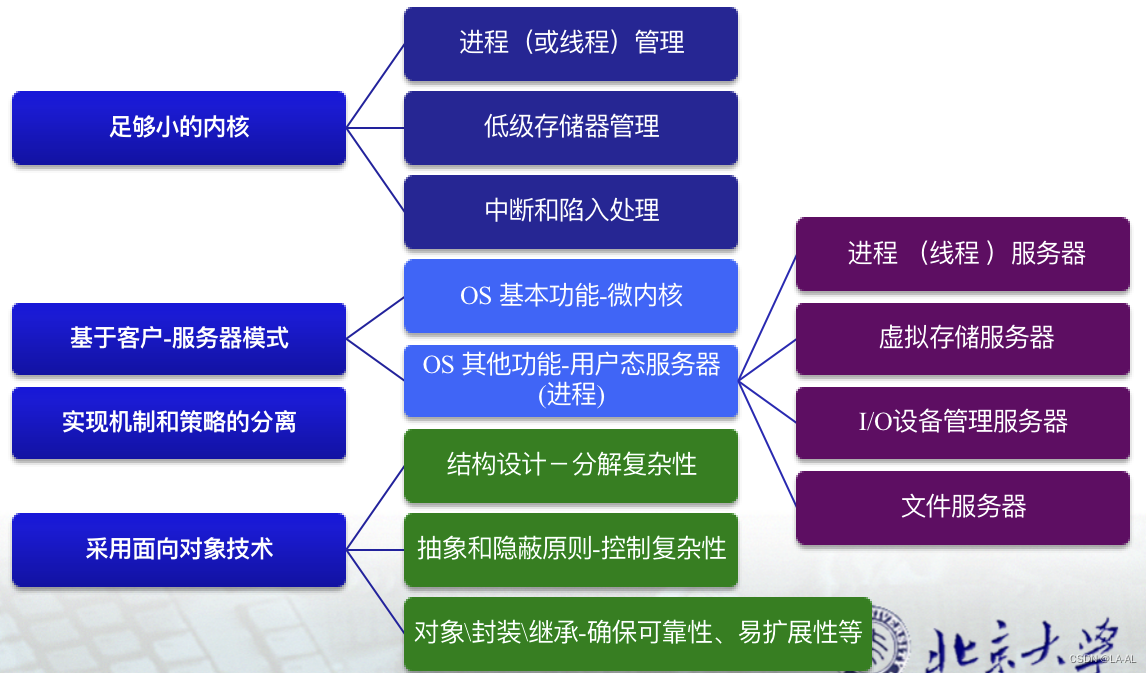 足够小的内核
进程（或线程）管理
低级存储器管理
中断和陷入处理
基于客户-服务器模式
OS 基本功能-微内核
OS 其他功能-用户态服务器
(进程)
进程 （线程 ）服务器
虚拟存储服务器
I/O设备管理服务器
文件服务器
实现机制和策略的分离
采用面向对象技术
结构设计－分解复杂性
抽象和隐蔽原则-控制复杂性
对象\封装\继承-确保可靠性、易扩展性等
北京大学
CSDN @LA-AL